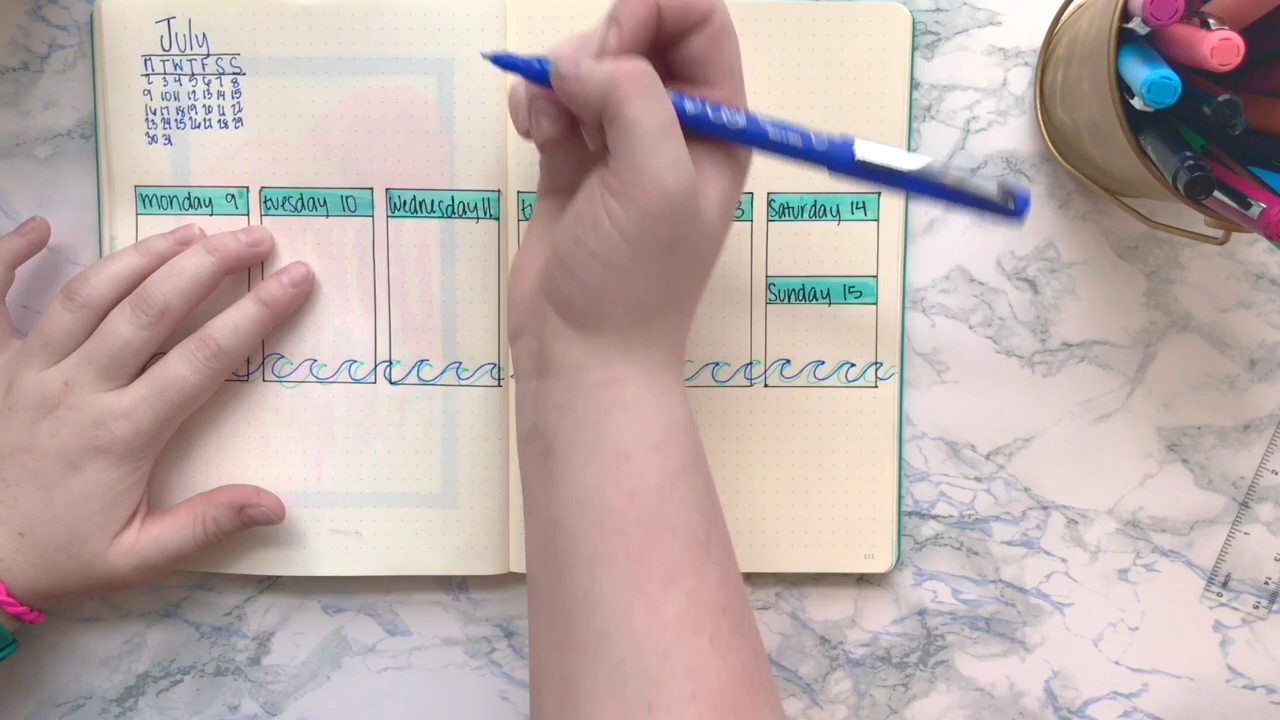 July
M T W T F S S
2 3 4 5 6 7 8
9 10 11 12 13 14 15
16 17 18 19 20 21 22
23 24 25 26 27 28 29
30 31
monday 9
tuesday 10
Wednesday 11
Saturday 14
Sunday 15
111